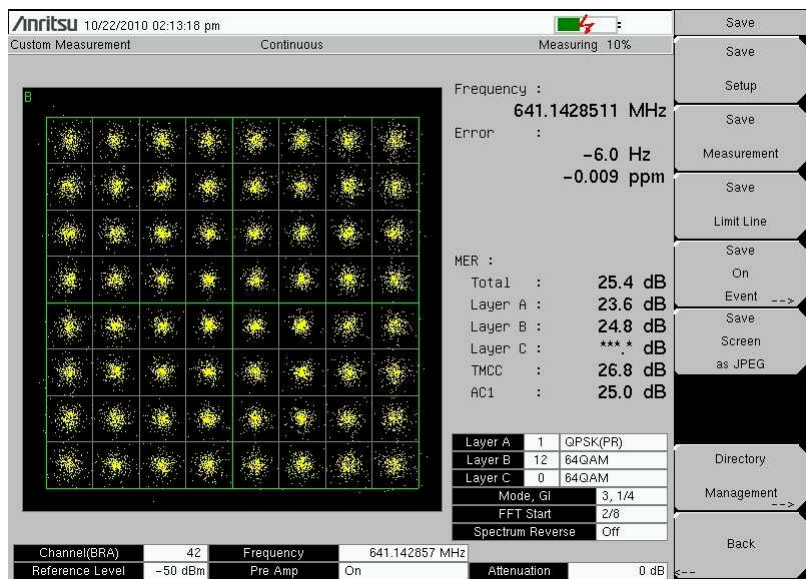 Anritsu 10/22/2010 02:13:18 pm
Custom Measurement Continuous Measuring 10%
B
Frequency :
641.1428511 MHz
Error :
-6.0 Hz
-0.009 ppm
MER :
Total : 25.4 dB
Layer A : 23.6 dB
Layer B : 24.8 dB
Layer C : ***.* dB
TMCC : 26.8 dB
AC1 : 25.0 dB
Layer A 1 QPSK(PR)
Layer B 12 64QAM
Layer C 0 64QAM
Mode, GI 3, 1/4
FFT Start 2/8
Spectrum Reverse Off
Channel(BRA) 42 Frequency 641.142857 MHz
Reference Level -50 dBm Pre Amp On Attenuation 0 dB
Save
Save
Setup
Save
Measurement
Save
Limit Line
Save
On
Event -->
Save
Screen
as JPEG
Directory
Management -->
Back
<--